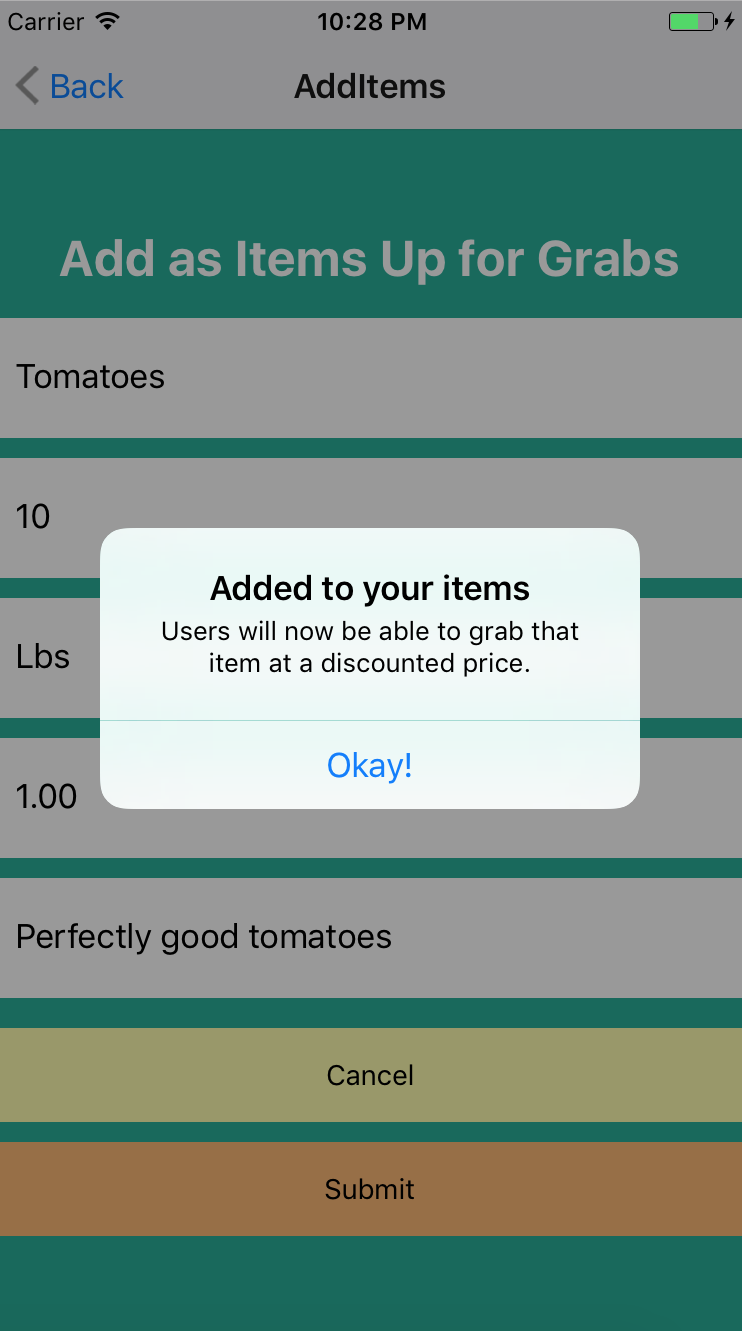 Carrier 10:28 PM
Back AddItems
Add as Items Up for Grabs
Tomatoes
10
Added to your items
Users will now be able to grab that
item at a discounted price.
Lbs
Okay!
1.00
Perfectly good tomatoes
Cancel
Submit